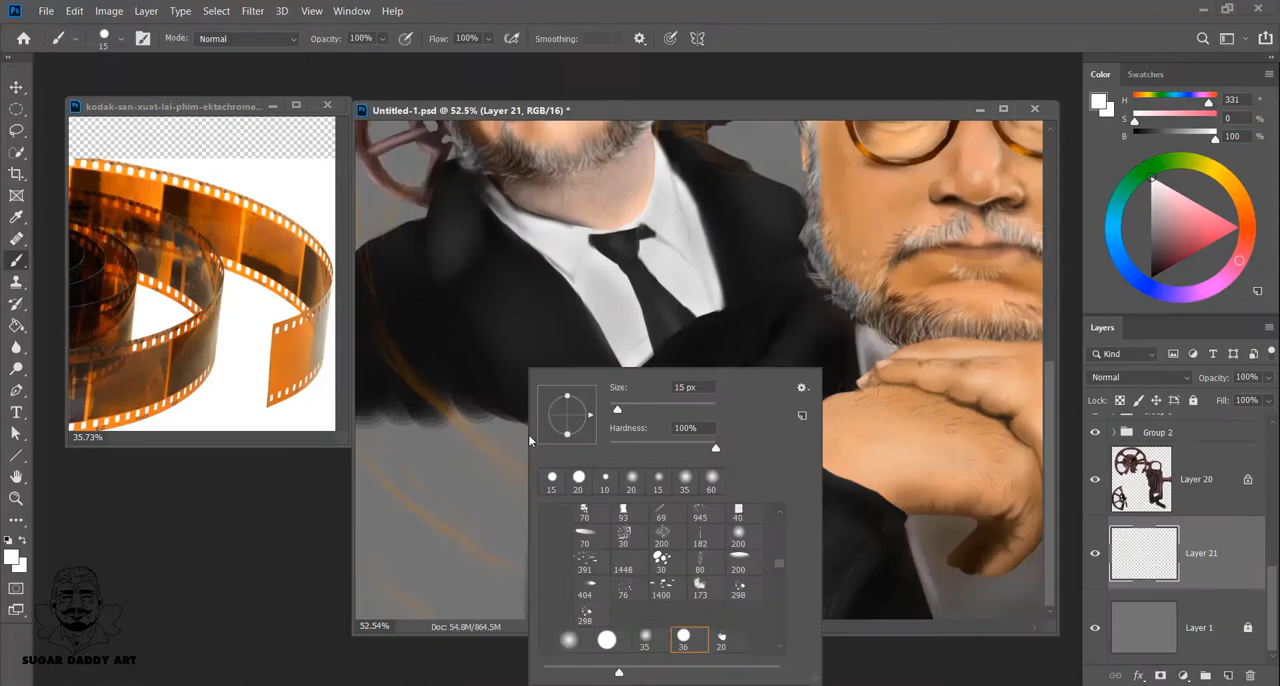 Ps File Edit Image Layer Type Select Filter 3D View Window Help
15 Mode: Normal Opacity: 100% Flow: 100% Smoothing:
Ps kodak-san-xuat-lai-phim-ektachrome...
35.73%
Ps Untitled-1.psd @ 52.5% (Layer 21, RGB/16) *
52.54% Doc: 54.8M/864.5M
Size: 15 px
Hardness: 100%
15 20 10 20 15 35 60
70 93 69 945 40
70 30 200 182 200
391 1448 30 80 200
404 76 1400 173 298
298
35 36 20
Color Swatches
H 331
S 0
B 100
Layers
Kind
Normal Opacity: 100%
Lock: Fill: 100%
Group 2
Layer 20
Layer 21
Layer 1
T
SUGAR DADDY ART